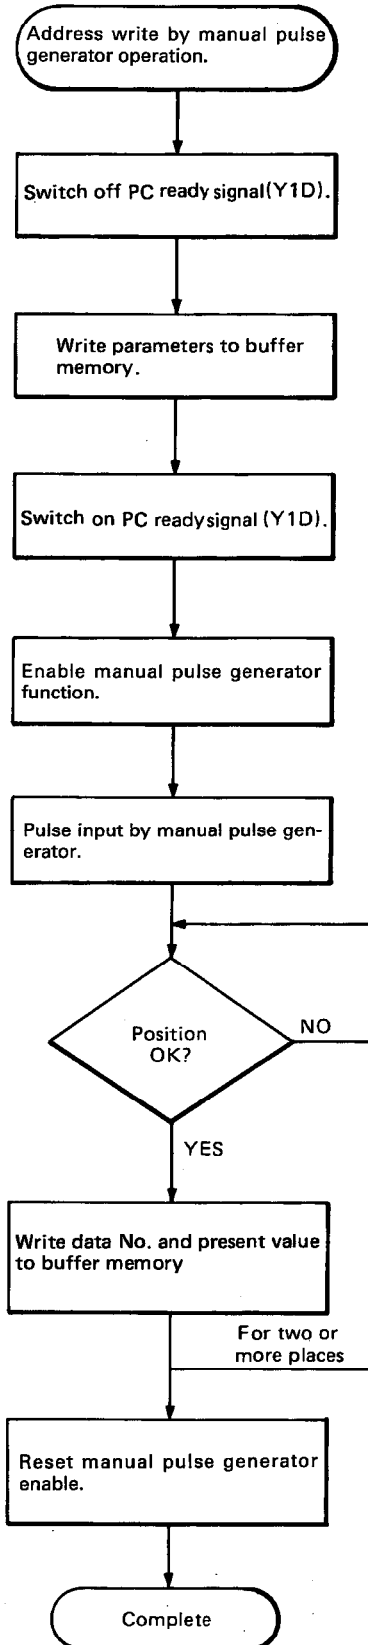 Address write by manual pulse
generator operation.
Switch off PC ready signal (Y1D).
Write parameters to buffer
memory.
Switch on PC ready signal (Y1D).
Enable manual pulse generator
function.
Pulse input by manual pulse gen-
erator.
Position
OK?
NO
YES
Write data No. and present value
to buffer memory
For two or
more places
Reset manual pulse generator
enable.
Complete